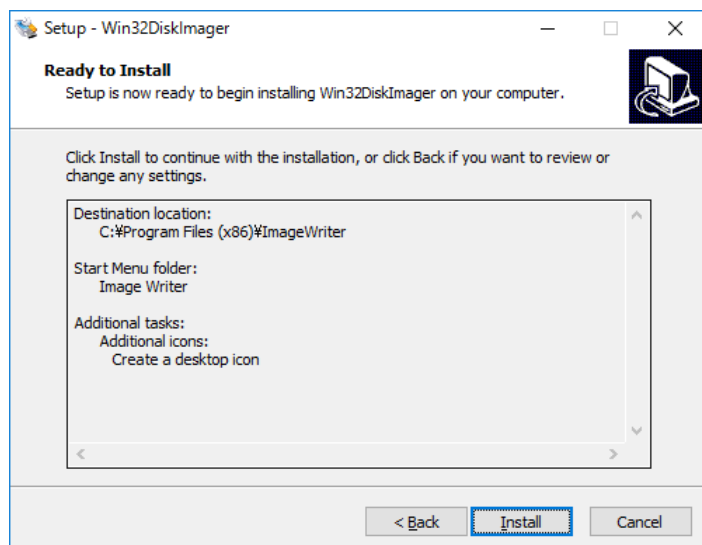 Setup - Win32DiskImager
Ready to Install
Setup is now ready to begin installing Win32DiskImager on your computer.
Click Install to continue with the installation, or click Back if you want to review or
change any settings.
Destination location:
C:¥Program Files (x86)¥ImageWriter
Start Menu folder:
Image Writer
Additional tasks:
Additional icons:
Create a desktop icon
< Back
Install
Cancel